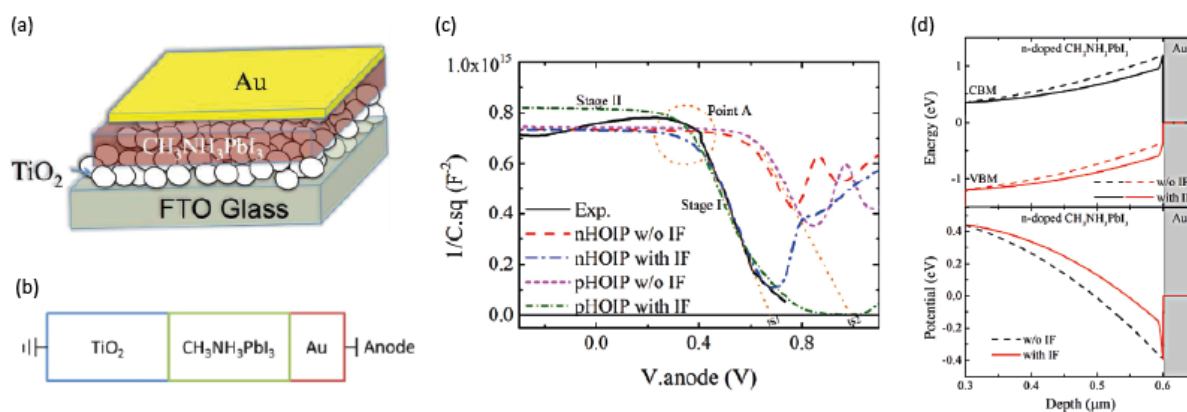 (a)
Au
CH₃NH₃PbI₃
TiO₂
FTO Glass
(b)
TiO₂
CH₃NH₃PbI₃
Au
Anode
(c)
1.0x10¹⁵
0.8
0.6
0.4
0.2
0.0
1/C.sq (F⁻²)
Stage II
Point A
Stage I
Exp.
nHOIP w/o IF
nHOIP with IF
pHOIP w/o IF
pHOIP with IF
0.0
0.4
0.8
V.anode (V)
(d)
n-doped CH₃NH₃PbI₃
Au
1
0
-1
Energy (eV)
CBM
VBM
w/o IF
with IF
n-doped CH₃NH₃PbI₃
Au
0.4
0.2
0.0
-0.2
-0.4
Potential (eV)
w/o IF
with IF
0.3
0.4
0.5
0.6
Depth (μm)